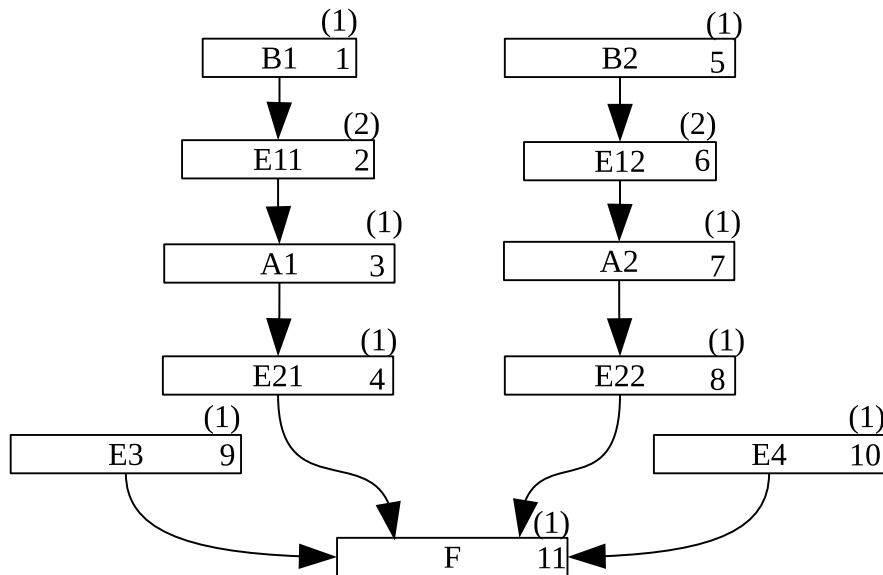 (1) (1)
B1 1 B2 5
(2) (2)
E11 2 E12 6
(1) (1)
A1 3 A2 7
(1) (1)
E21 4 E22 8
(1) (1)
E3 9 E4 10
(1)
F 11